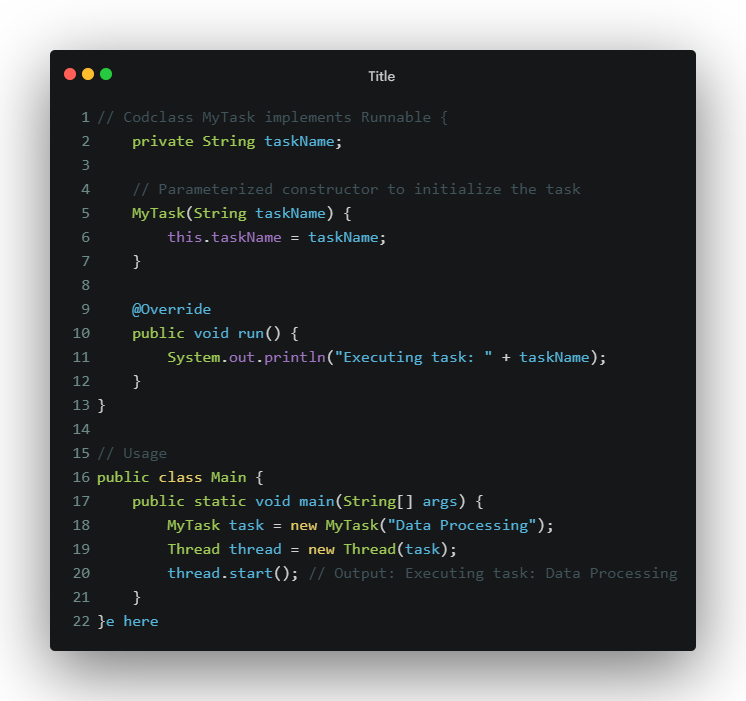 Title
1 // Codclass MyTask implements Runnable {
2     private String taskName;
3
4     // Parameterized constructor to initialize the task
5     MyTask(String taskName) {
6         this.taskName = taskName;
7     }
8
9     @Override
10     public void run() {
11         System.out.println("Executing task: " + taskName);
12     }
13 }
14
15 // Usage
16 public class Main {
17     public static void main(String[] args) {
18         MyTask task = new MyTask("Data Processing");
19         Thread thread = new Thread(task);
20         thread.start(); // Output: Executing task: Data Processing
21     }
22 }e here